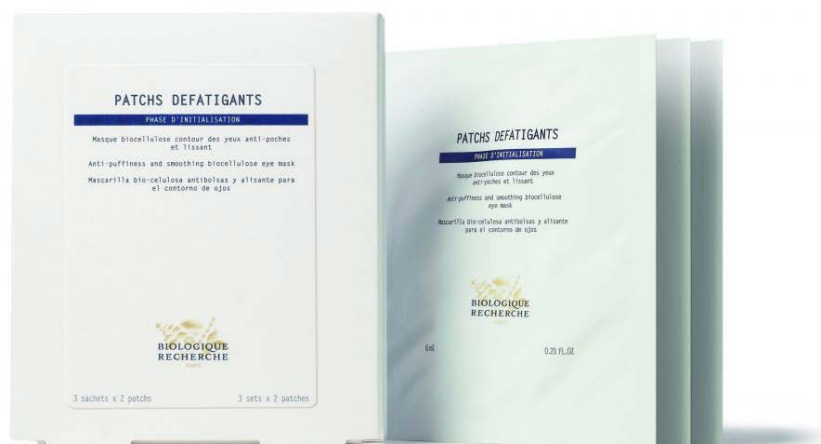 PATCHS DEFATIGANTS
PHASE D'INITIALISATION
Masque biocellulose contour des yeux anti-poches
et lissant
Anti-puffiness and smoothing biocellulose eye mask
Mascarilla bio-celulosa antibolsas y alisante para
el contorno de ojos
BIOLOGIQUE
RECHERCHE
3 sachets x 2 patchs
3 sets x 2 patches
PATCHS DEFATIGANTS
PHASE D'INITIALISATION
Masque biocellulose contour des yeux
anti-poches et lissant
Anti-puffiness and smoothing biocellulose
eye mask
Mascarilla bio-celulosa antibolsas y alisante
para el contorno de ojos
BIOLOGIQUE
RECHERCHE
6ml
0.20 FL.OZ